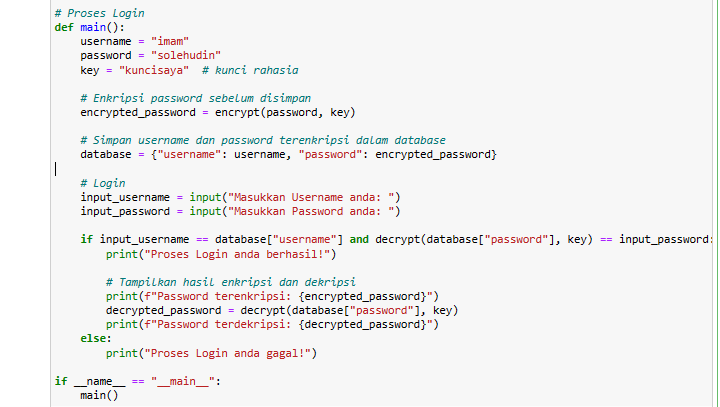 # Proses Login
def main():
    username = "imam"
    password = "solehudin"
    key = "kuncisaya"  # kunci rahasia

    # Enkripsi password sebelum disimpan
    encrypted_password = encrypt(password, key)

    # Simpan username dan password terenkripsi dalam database
    database = {"username": username, "password": encrypted_password}

    # Login
    input_username = input("Masukkan Username anda: ")
    input_password = input("Masukkan Password anda: ")

    if input_username == database["username"] and decrypt(database["password"], key) == input_password:
        print("Proses Login anda berhasil!")

        # Tampilkan hasil enkripsi dan dekripsi
        print(f"Password terenkripsi: {encrypted_password}")
        decrypted_password = decrypt(database["password"], key)
        print(f"Password terdekripsi: {decrypted_password}")
    else:
        print("Proses Login anda gagal!")

if __name__ == "__main__":
    main()